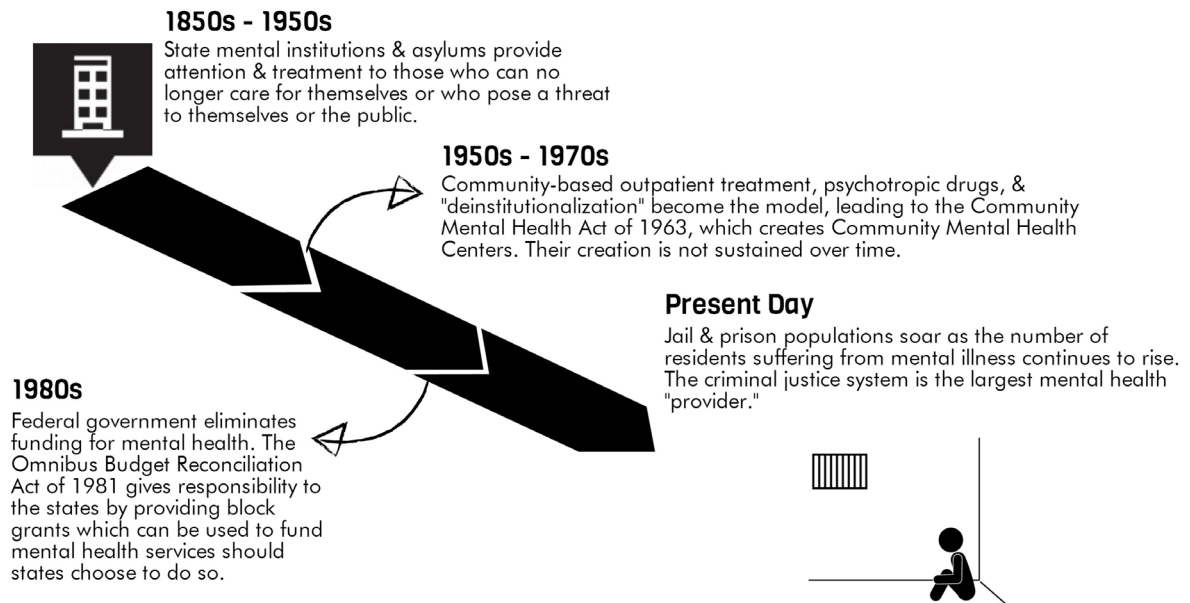 1850s - 1950s
State mental institutions & asylums provide
attention & treatment to those who can no
longer care for themselves or who pose a threat
to themselves or the public.
1950s - 1970s
Community-based outpatient treatment, psychotropic drugs, &
"deinstitutionalization" become the model, leading to the Community
Mental Health Act of 1963, which creates Community Mental Health
Centers. Their creation is not sustained over time.
1980s
Federal government eliminates
funding for mental health. The
Omnibus Budget Reconciliation
Act of 1981 gives responsibility to
the states by providing block
grants which can be used to fund
mental health services should
states choose to do so.
Present Day
Jail & prison populations soar as the number of
residents suffering from mental illness continues to rise.
The criminal justice system is the largest mental health
"provider."